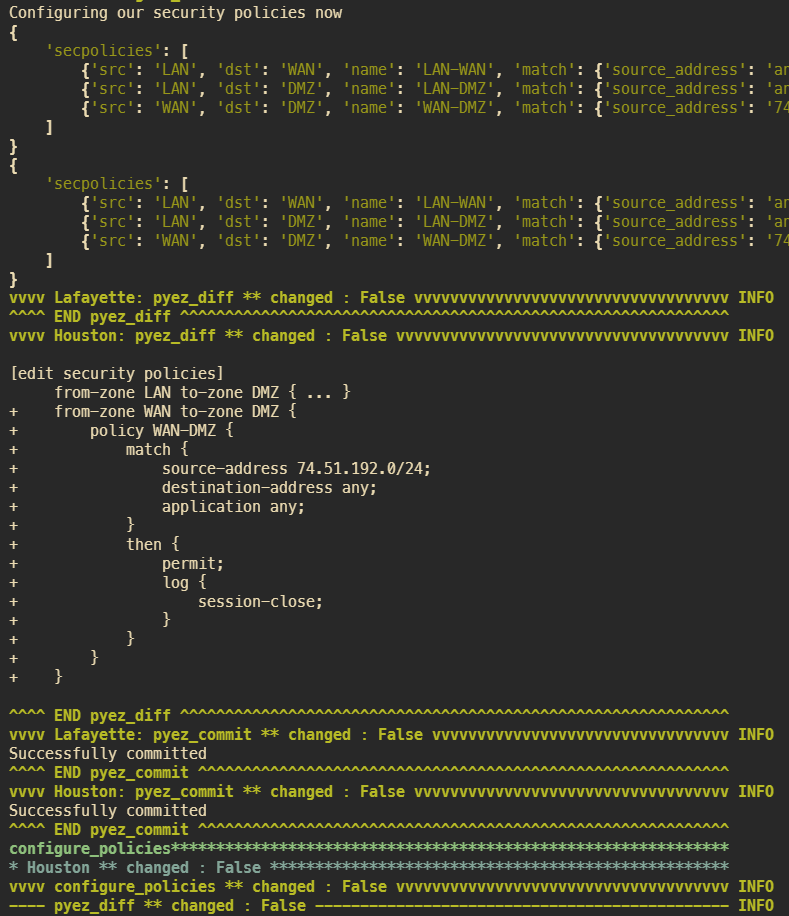 Configuring our security policies now
{
    'secpolicies': [
        {'src': 'LAN', 'dst': 'WAN', 'name': 'LAN-WAN', 'match': {'source_address': 'an
        {'src': 'LAN', 'dst': 'DMZ', 'name': 'LAN-DMZ', 'match': {'source_address': 'an
        {'src': 'WAN', 'dst': 'DMZ', 'name': 'WAN-DMZ', 'match': {'source_address': '74
    ]
}
{
    'secpolicies': [
        {'src': 'LAN', 'dst': 'WAN', 'name': 'LAN-WAN', 'match': {'source_address': 'an
        {'src': 'LAN', 'dst': 'DMZ', 'name': 'LAN-DMZ', 'match': {'source_address': 'an
        {'src': 'WAN', 'dst': 'DMZ', 'name': 'WAN-DMZ', 'match': {'source_address': '74
    ]
}
vvvv Lafayette: pyez_diff ** changed : False vvvvvvvvvvvvvvvvvvvvvvvvvvvvvvvvvvv INFO
^^^^ END pyez_diff ^^^^^^^^^^^^^^^^^^^^^^^^^^^^^^^^^^^^^^^^^^^^^^^^^^^^^^^^^^^^^
vvvv Houston: pyez_diff ** changed : False vvvvvvvvvvvvvvvvvvvvvvvvvvvvvvvvvvvvv INFO
[edit security policies]
     from-zone LAN to-zone DMZ { ... }
+    from-zone WAN to-zone DMZ {
+        policy WAN-DMZ {
+            match {
+                source-address 74.51.192.0/24;
+                destination-address any;
+                application any;
+            }
+            then {
+                permit;
+                log {
+                    session-close;
+                }
+            }
+        }
+    }
^^^^ END pyez_diff ^^^^^^^^^^^^^^^^^^^^^^^^^^^^^^^^^^^^^^^^^^^^^^^^^^^^^^^^^^^^^
vvvv Lafayette: pyez_commit ** changed : False vvvvvvvvvvvvvvvvvvvvvvvvvvvvvvvvv INFO
Successfully committed
^^^^ END pyez_commit ^^^^^^^^^^^^^^^^^^^^^^^^^^^^^^^^^^^^^^^^^^^^^^^^^^^^^^^^^^^
vvvv Houston: pyez_commit ** changed : False vvvvvvvvvvvvvvvvvvvvvvvvvvvvvvvvvvv INFO
Successfully committed
^^^^ END pyez_commit ^^^^^^^^^^^^^^^^^^^^^^^^^^^^^^^^^^^^^^^^^^^^^^^^^^^^^^^^^^^
configure_policies**************************************************************
* Houston ** changed : False ***************************************************
vvvv configure_policies ** changed : False vvvvvvvvvvvvvvvvvvvvvvvvvvvvvvvvvvvvv INFO
---- pyez_diff ** changed : False ---------------------------------------------- INFO